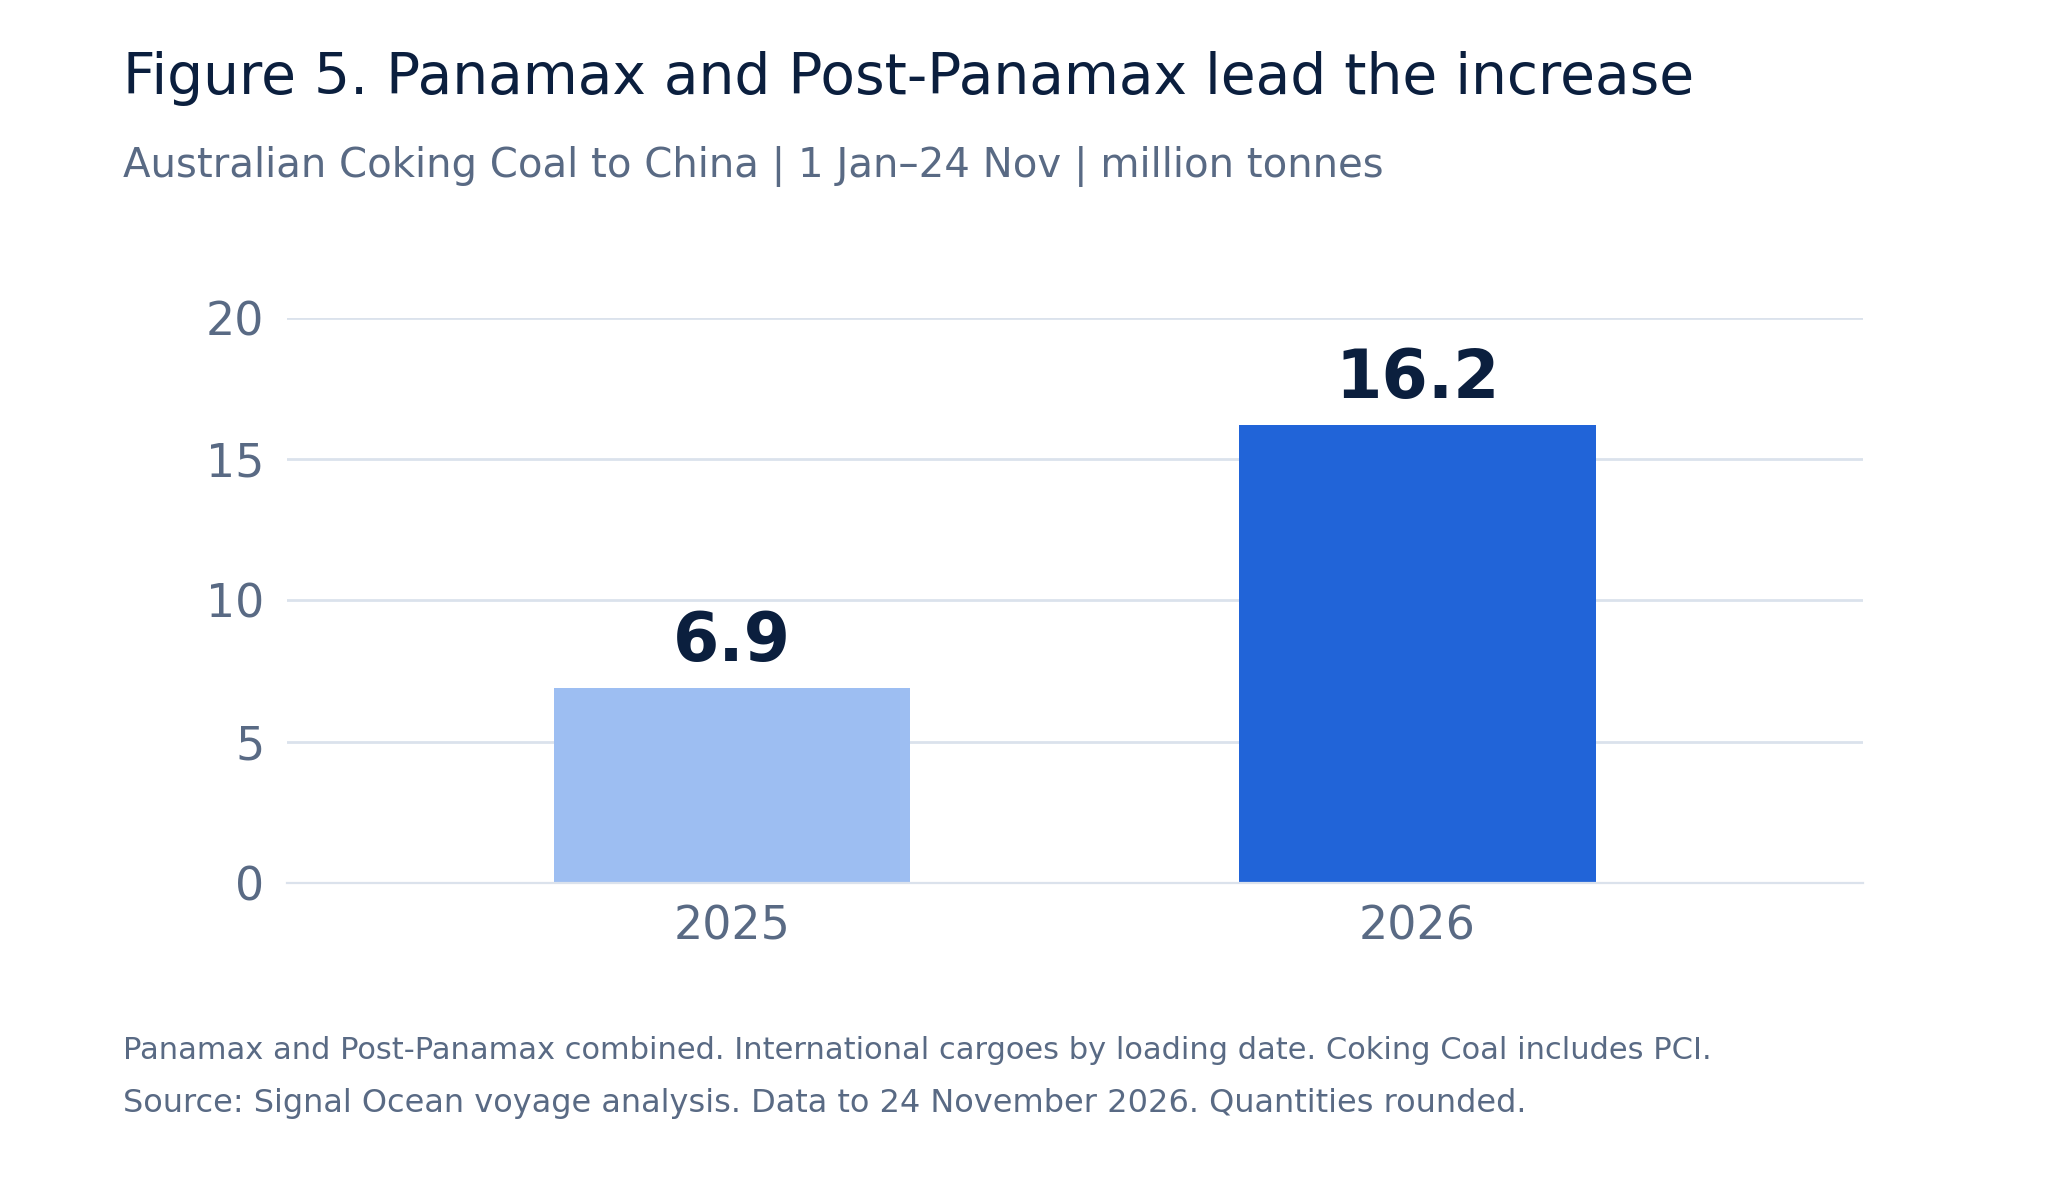 Figure 5. Panamax and Post-Panamax lead the increase
Australian Coking Coal to China | 1 Jan–24 Nov | million tonnes
20
15
10
5
0
6.9
16.2
2025
2026
Panamax and Post-Panamax combined. International cargoes by loading date. Coking Coal includes PCI.
Source: Signal Ocean voyage analysis. Data to 24 November 2026. Quantities rounded.